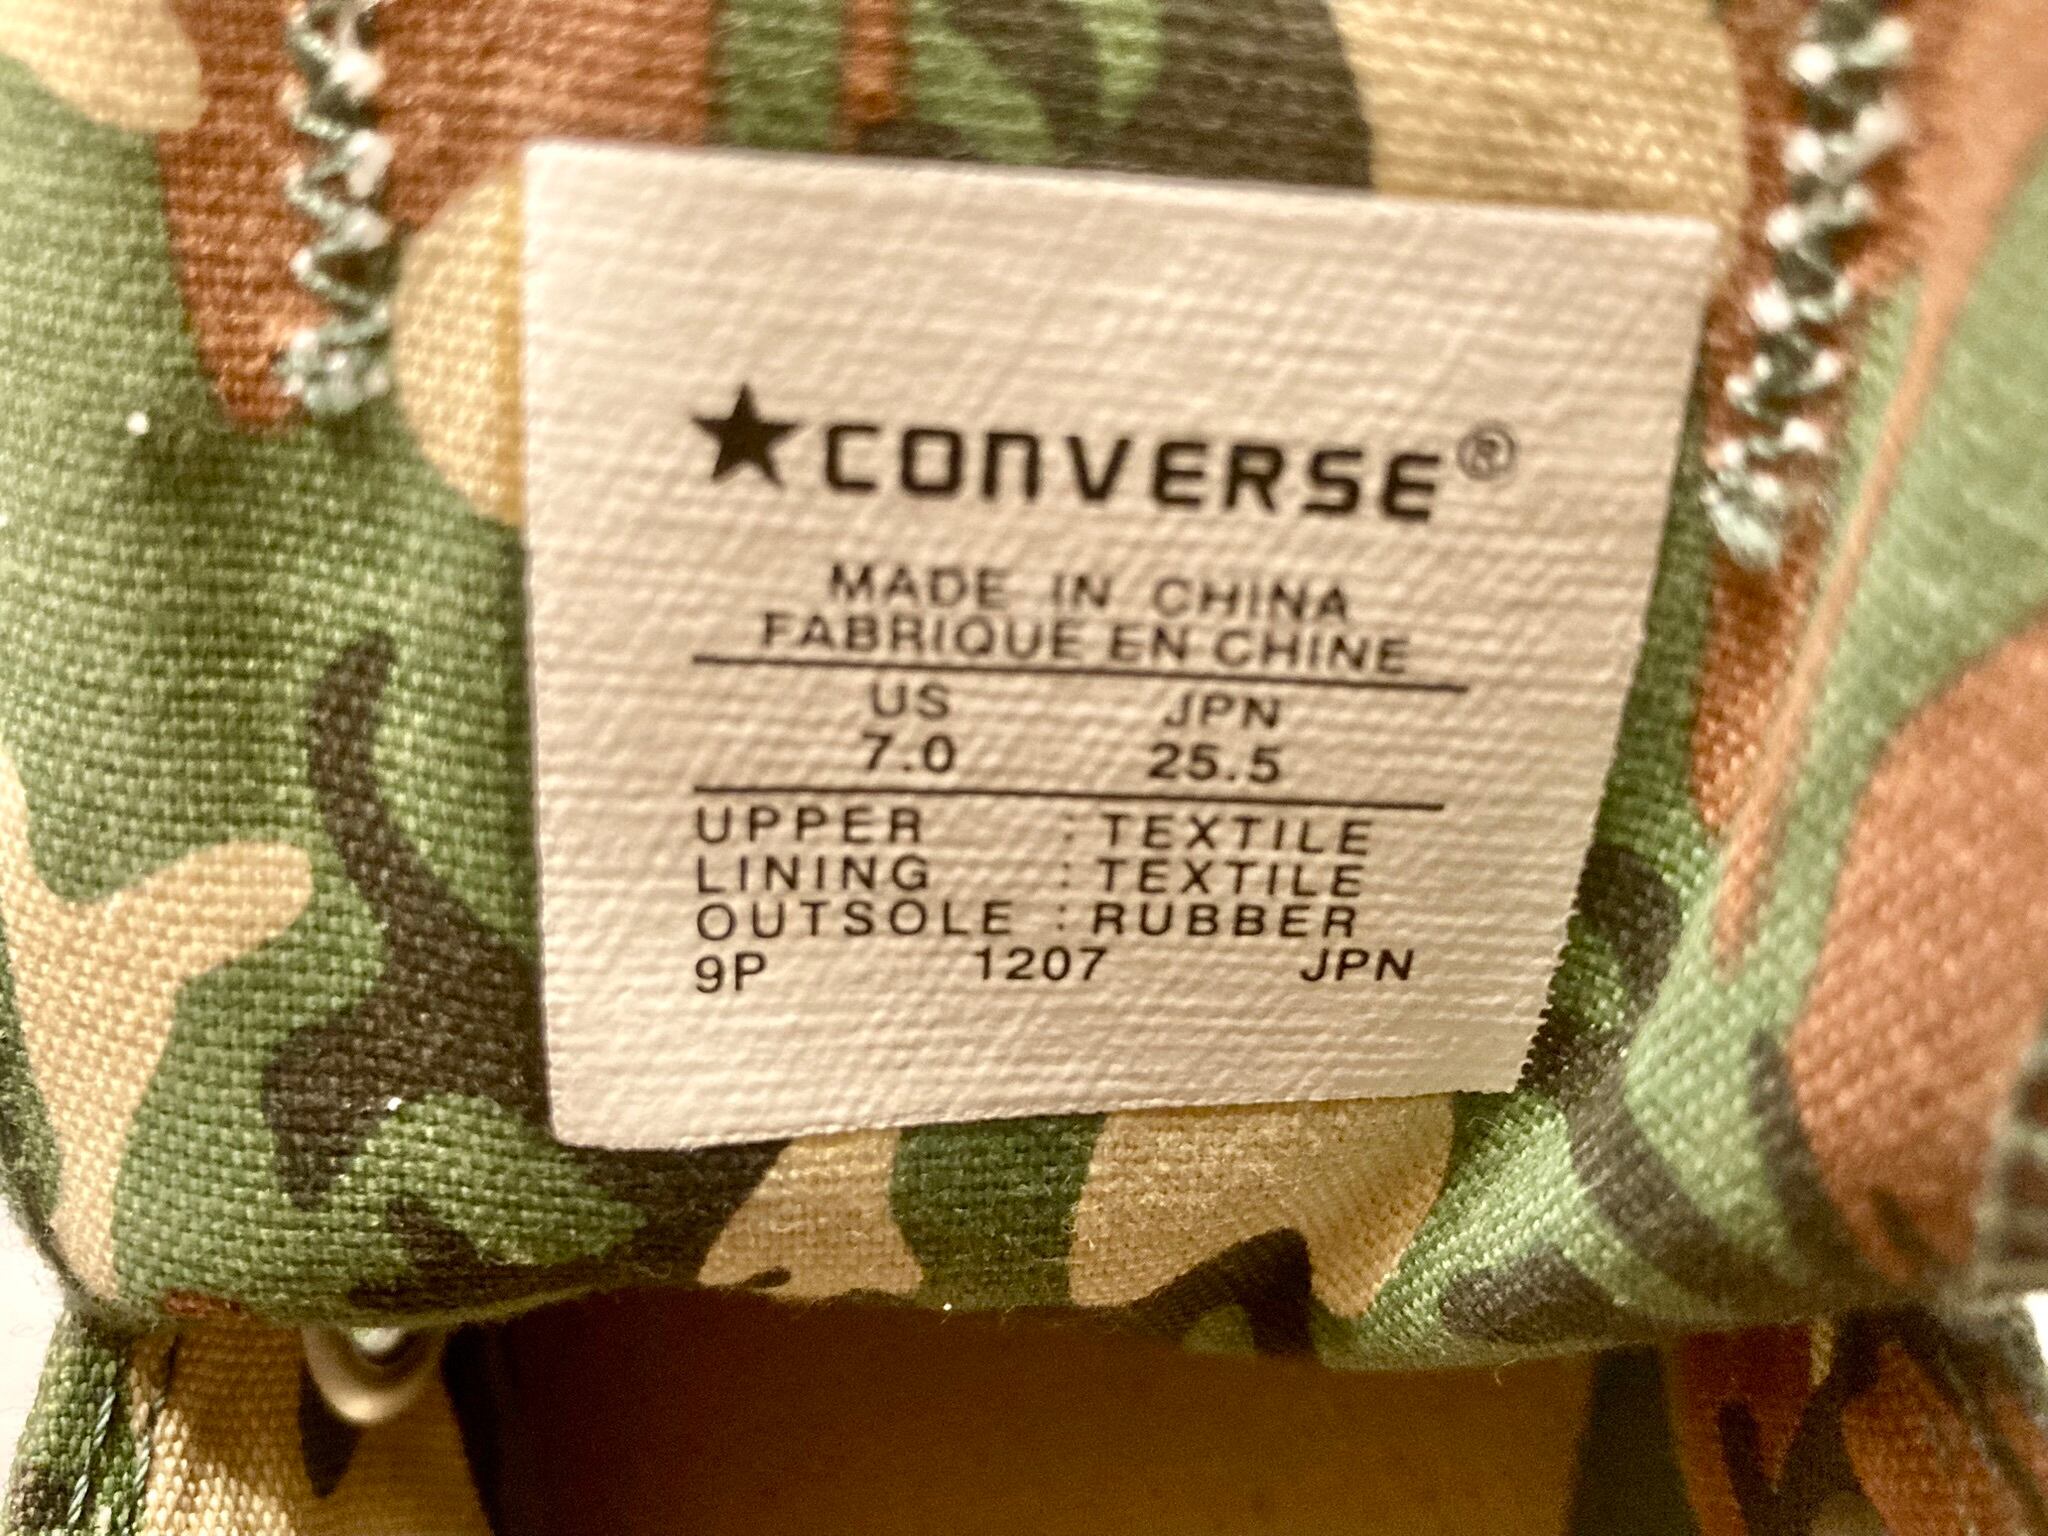 ★CONVERSE®
MADE IN CHINA
FABRIQUE EN CHINE
US JPN
7.0 25.5
UPPER : TEXTILE
LINING : TEXTILE
OUTSOLE : RUBBER
9P 1207 JPN